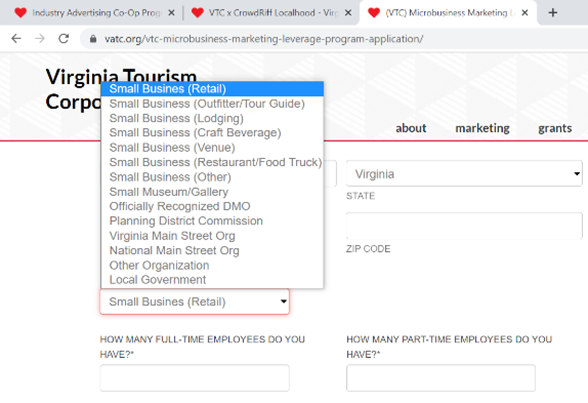 Industry Advertising Co-Op Prog
VTC x CrowdRiff Localhood - Virg
(VTC) Microbusiness Marketing L
vatc.org/vtc-microbusiness-marketing-leverage-program-application/
Virginia Tourism
Corpo
about marketing grants
Small Busines (Retail)
Small Business (Outfitter/Tour Guide)
Small Business (Lodging)
Small Business (Craft Beverage)
Small Business (Venue)
Small Business (Restaurant/Food Truck)
Small Business (Other)
Small Museum/Gallery
Officially Recognized DMO
Planning District Commission
Virginia Main Street Org
National Main Street Org
Other Organization
Local Government
Small Busines (Retail)
Virginia
STATE
ZIP CODE
HOW MANY FULL-TIME EMPLOYEES DO YOU
HAVE?*
HOW MANY PART-TIME EMPLOYEES DO YOU
HAVE?*